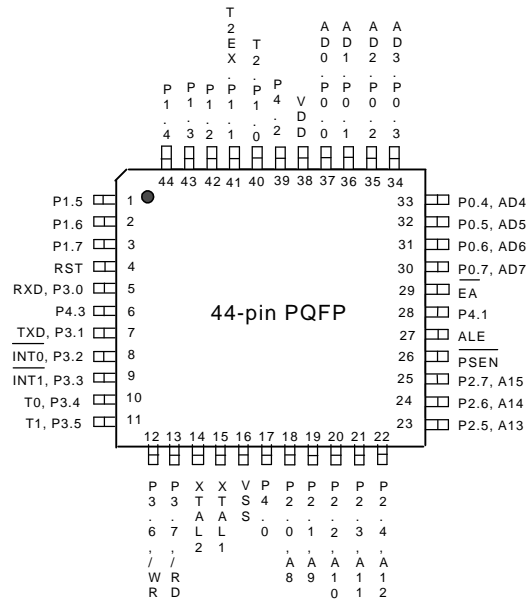 T2EX.P1.1
T2.P1.0
AD0.P0.0
AD1.P0.1
AD2.P0.2
AD3.P0.3
P1.4
P1.3
P1.2
P4.2
VDD
44 43 42 41 40 39 38 37 36 35 34
P1.5 1
P1.6 2
P1.7 3
RST 4
RXD, P3.0 5
P4.3 6
TXD, P3.1 7
INT0, P3.2 8
INT1, P3.3 9
T0, P3.4 10
T1, P3.5 11
44-pin PQFP
33 P0.4, AD4
32 P0.5, AD5
31 P0.6, AD6
30 P0.7, AD7
29 EA
28 P4.1
27 ALE
26 PSEN
25 P2.7, A15
24 P2.6, A14
23 P2.5, A13
12 13 14 15 16 17 18 19 20 21 22
P3.6,/WR
P3.7,/RD
XTAL2
XTAL1
VSS
P4.0
P2.0,A8
P2.1,A9
P2.2,A10
P2.3,A11
P2.4,A12